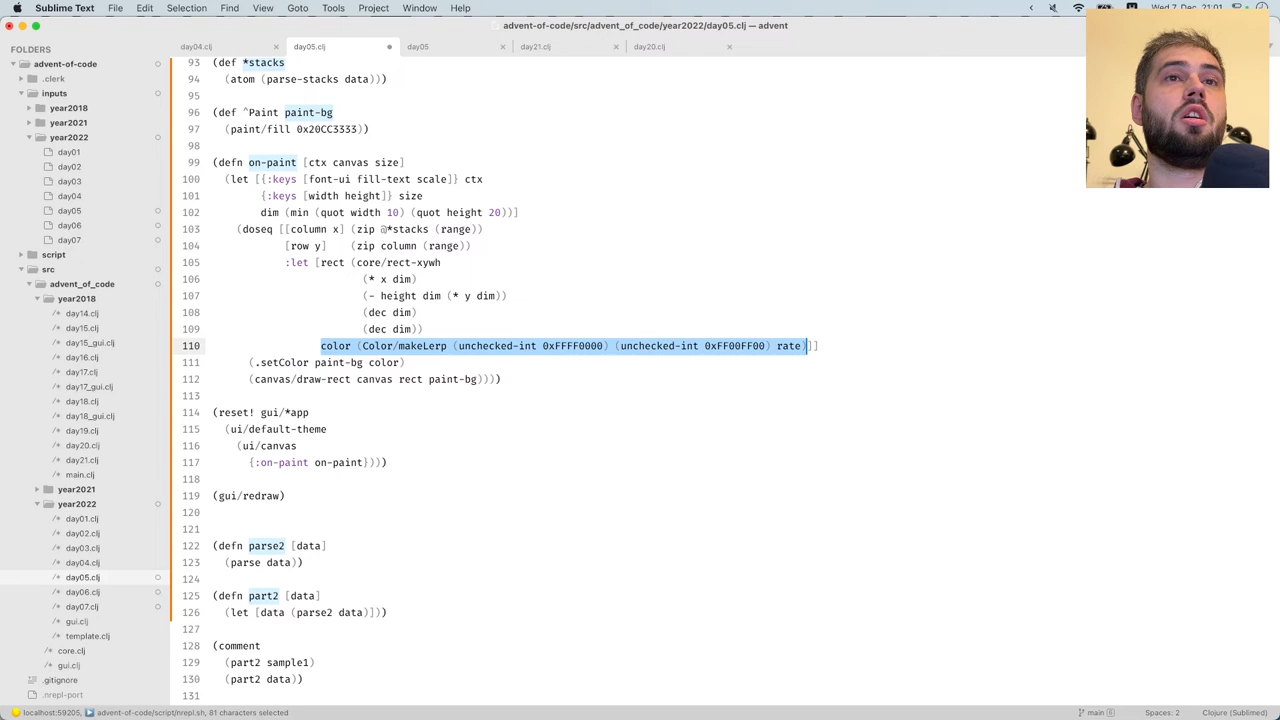 Sublime Text File Edit Selection Find View Goto Tools Project Window Help
Wed 7. Dec 21:01
advent-of-code/src/advent_of_code/year2022/day05.clj — advent
FOLDERS
advent-of-code
.clerk
inputs
year2018
year2021
year2022
day01
day02
day03
day04
day05
day06
day07
script
src
advent_of_code
year2018
day14.clj
day15.clj
day15_gui.clj
day16.clj
day17.clj
day17_gui.clj
day18.clj
day18_gui.clj
day19.clj
day20.clj
day21.clj
main.clj
year2021
year2022
day01.clj
day02.clj
day03.clj
day04.clj
day05.clj
day06.clj
day07.clj
gui.clj
template.clj
core.clj
gui.clj
.gitignore
.nrepl-port
day04.clj × day05.clj day05 × day21.clj × day20.clj ×
93 (def *stacks
94 (atom (parse-stacks data)))
95
96 (def ^Paint paint-bg
97 (paint/fill 0x20CC3333))
98
99 (defn on-paint [ctx canvas size]
100 (let [{:keys [font-ui fill-text scale]} ctx
101 {:keys [width height]} size
102 dim (min (quot width 10) (quot height 20))]
103 (doseq [[column x] (zip @*stacks (range))
104 [row y] (zip column (range))
105 :let [rect (core/rect-xywh
106 (* x dim)
107 (- height dim (* y dim))
108 (dec dim)
109 (dec dim))
110 color (Color/makeLerp (unchecked-int 0xFFFF0000) (unchecked-int 0xFF00FF00) rate)]]
111 (.setColor paint-bg color)
112 (canvas/draw-rect canvas rect paint-bg))))
113
114 (reset! gui/*app
115 (ui/default-theme
116 (ui/canvas
117 {:on-paint on-paint})))
118
119 (gui/redraw)
120
121
122 (defn parse2 [data]
123 (parse data))
124
125 (defn part2 [data]
126 (let [data (parse2 data)]))
127
128 (comment
129 (part2 sample1)
130 (part2 data))
131
localhost:59205, advent-of-code/script/nrepl.sh, 81 characters selected
main 6 Spaces: 2 Clojure (Sublimed)